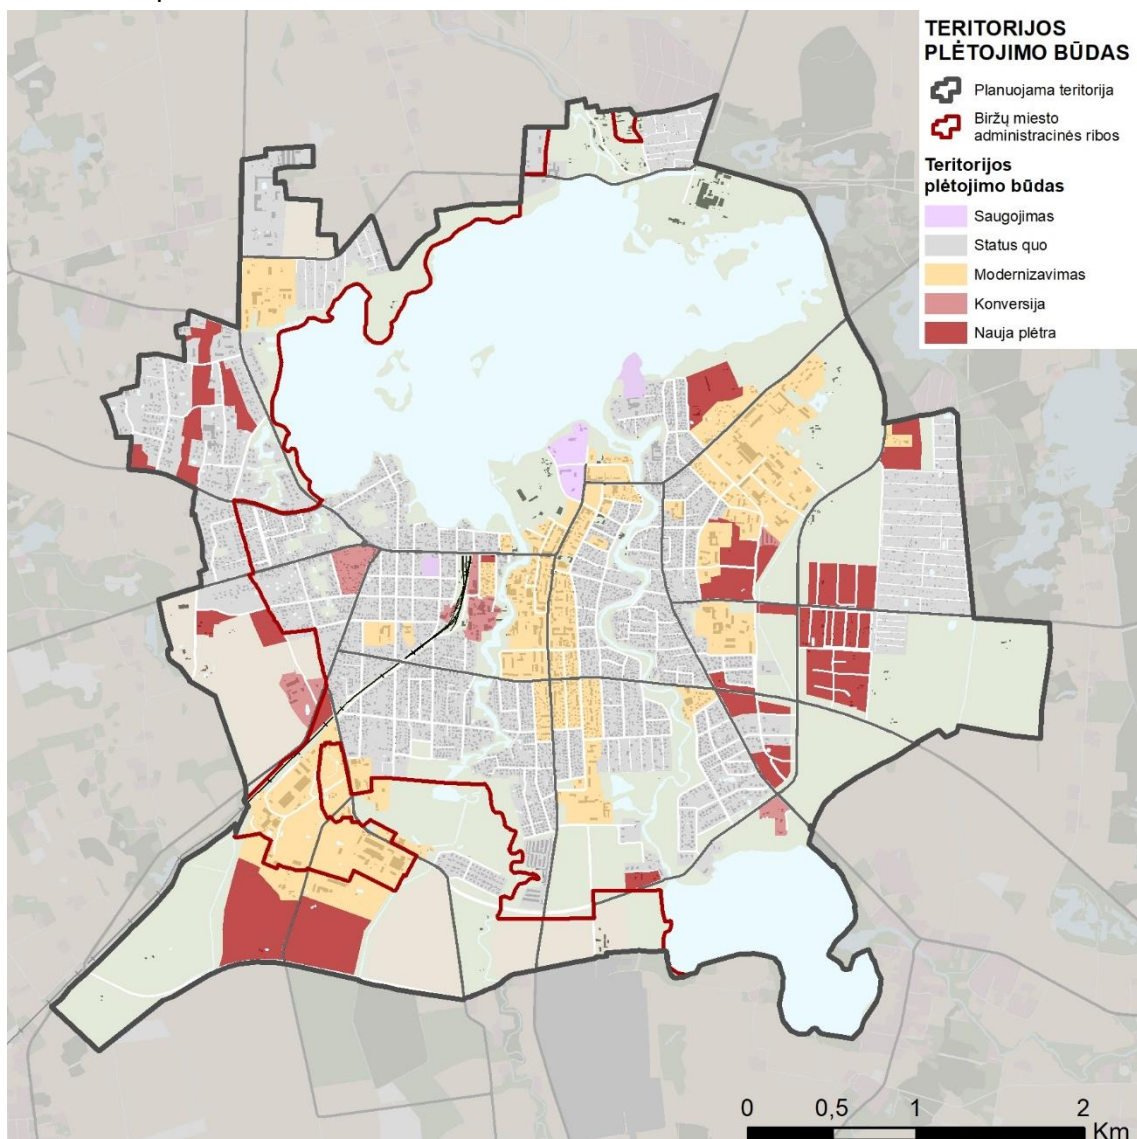 TERITORIJOS
PLĖTOJIMO BŪDAS
Planuojama teritorija
Biržų miesto
administracinės ribos
Teritorijos
plėtojimo būdas
Saugojimas
Status quo
Modernizavimas
Konversija
Nauja plėtra
0 0,5 1 2
Km